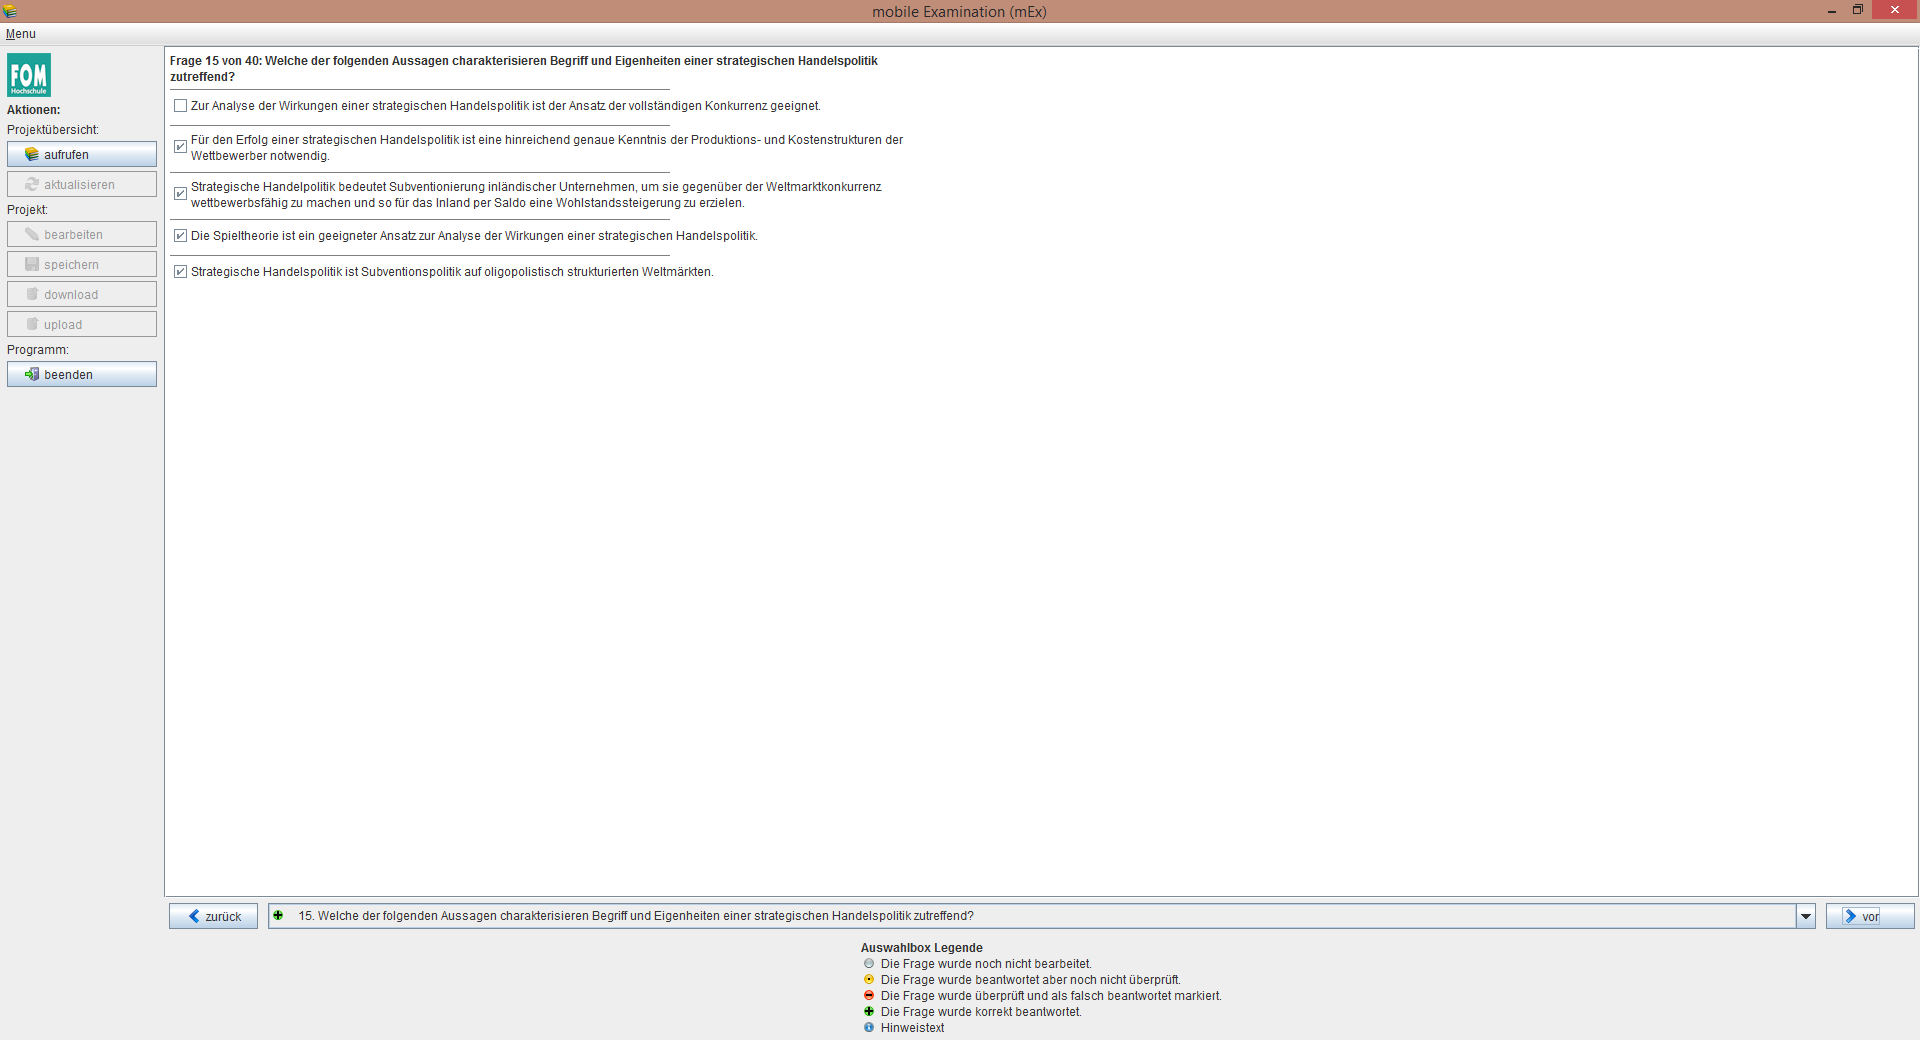 mobile Examination (mEx)
Menu
FOM
Hochschule
Aktionen:
Projektübersicht:
aufrufen
aktualisieren
Projekt:
bearbeiten
speichern
download
upload
Programm:
beenden
Frage 15 von 40: Welche der folgenden Aussagen charakterisieren Begriff und Eigenheiten einer strategischen Handelspolitik
zutreffend?
Zur Analyse der Wirkungen einer strategischen Handelspolitik ist der Ansatz der vollständigen Konkurrenz geeignet.
Für den Erfolg einer strategischen Handelspolitik ist eine hinreichend genaue Kenntnis der Produktions- und Kostenstrukturen der
Wettbewerber notwendig.
Strategische Handelpolitik bedeutet Subventionierung inländischer Unternehmen, um sie gegenüber der Weltmarktkonkurrenz
wettbewerbsfähig zu machen und so für das Inland per Saldo eine Wohlstandssteigerung zu erzielen.
Die Spieltheorie ist ein geeigneter Ansatz zur Analyse der Wirkungen einer strategischen Handelspolitik.
Strategische Handelspolitik ist Subventionspolitik auf oligopolistisch strukturierten Weltmärkten.
zurück
15. Welche der folgenden Aussagen charakterisieren Begriff und Eigenheiten einer strategischen Handelspolitik zutreffend?
vor
Auswahlbox Legende
Die Frage wurde noch nicht bearbeitet.
Die Frage wurde beantwortet aber noch nicht überprüft.
Die Frage wurde überprüft und als falsch beantwortet markiert.
Die Frage wurde korrekt beantwortet.
Hinweistext